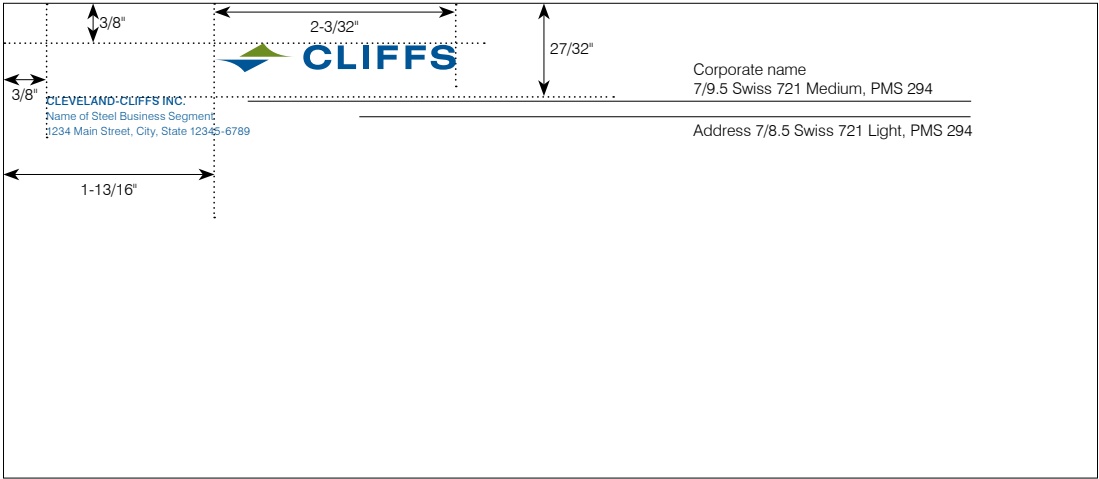 3/8"
2-3/32"
CLIFFS
27/32"
Corporate name
7/9.5 Swiss 721 Medium, PMS 294
3/8"
CLEVELAND-CLIFFS INC.
Name of Steel Business Segment
1234 Main Street, City, State 12345-6789
Address 7/8.5 Swiss 721 Light, PMS 294
1-13/16"